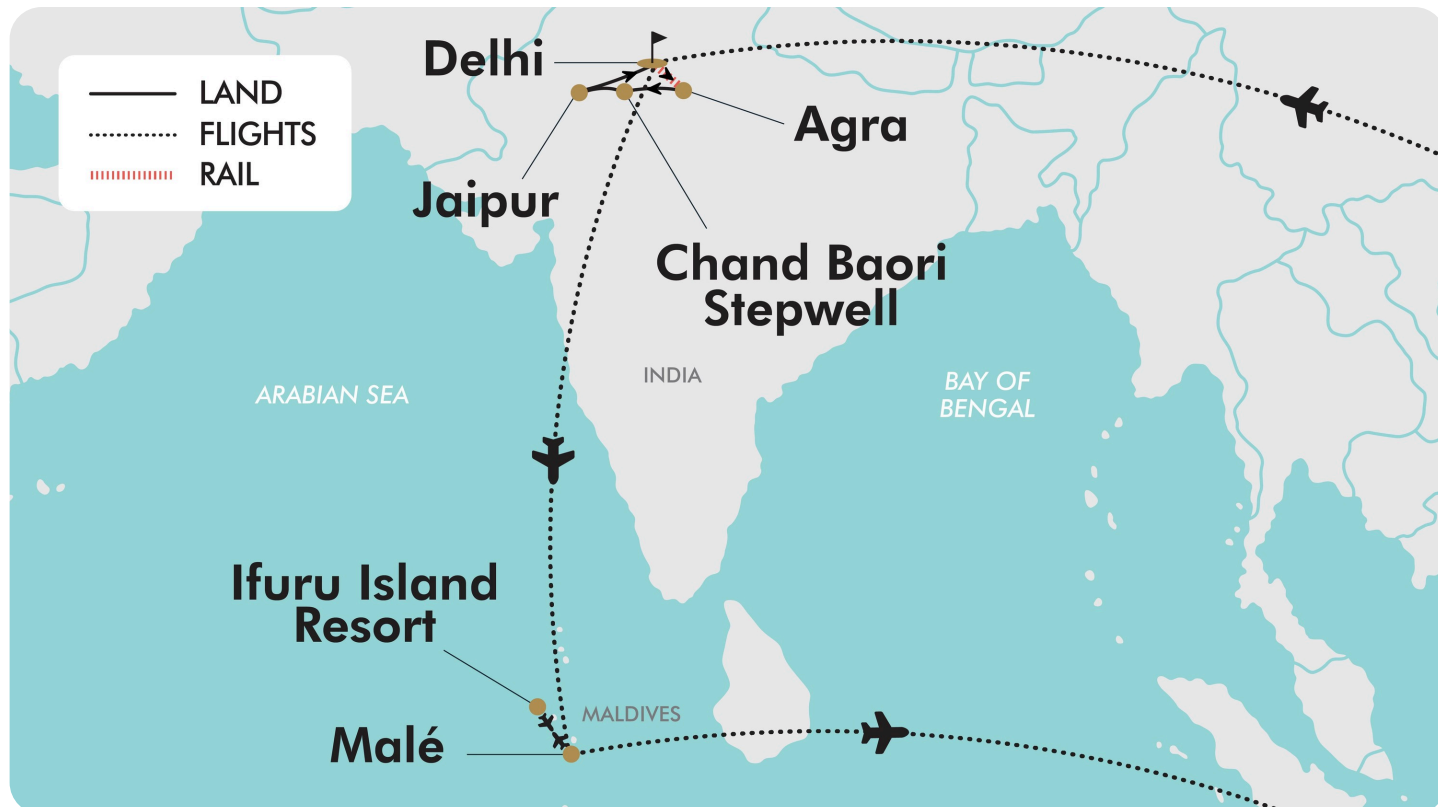 Delhi
LAND
FLIGHTS
RAIL
Agra
Jaipur
Chand Baori
Stepwell
INDIA
ARABIAN SEA
BAY OF
BENGAL
Ifuru Island
Resort
MALDIVES
Malé